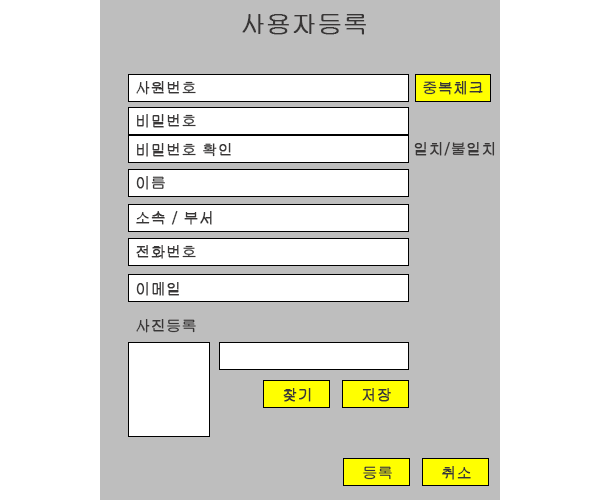 사용자등록
사원번호 중복체크
비밀번호
비밀번호 확인 일치/불일치
이름
소속 / 부서
전화번호
이메일
사진등록
찾기 저장
등록 취소